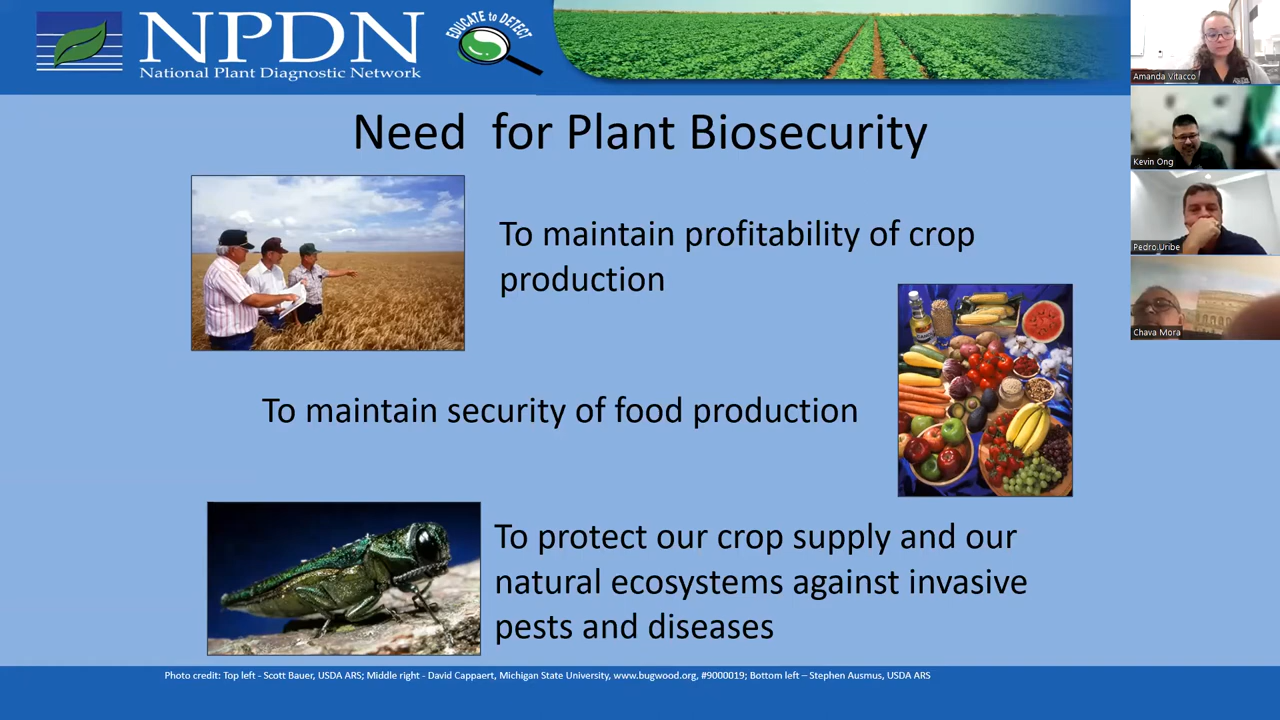 NPDN
National Plant Diagnostic Network
EDUCATE to DETECT
Need for Plant Biosecurity
To maintain profitability of crop
production
To maintain security of food production
To protect our crop supply and our
natural ecosystems against invasive
pests and diseases
Photo credit: Top left - Scott Bauer, USDA ARS; Middle right - David Cappaert, Michigan State University, www.bugwood.org, #9000019; Bottom left – Stephen Ausmus, USDA ARS
Amanda Vitacco
Kevin Ong
Pedro.Uribe
Chava Mora